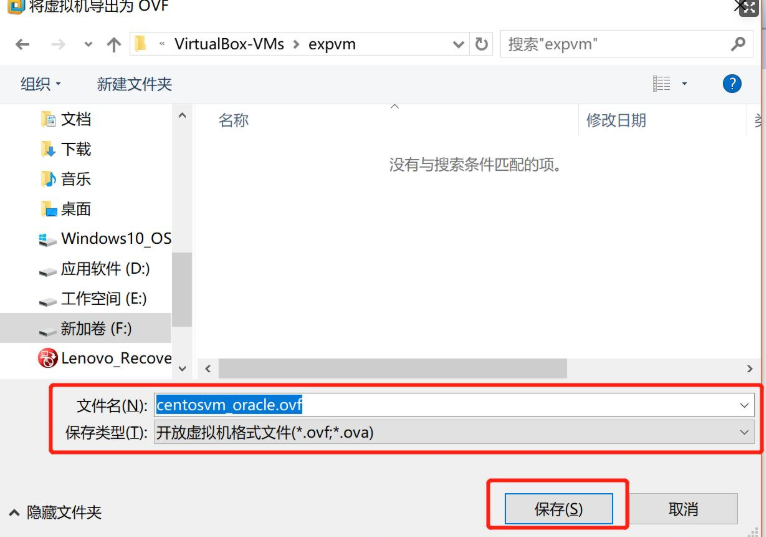 将虚拟机导出为 OVF
« VirtualBox-VMs > expvm
搜索"expvm"
组织
新建文件夹
?
文档
下载
音乐
桌面
Windows10_OS
应用软件 (D:)
工作空间 (E:)
新加卷 (F:)
Lenovo_Recove
名称
修改日期
没有与搜索条件匹配的项。
文件名(N):
centosvm_oracle.ovf
保存类型(T):
开放虚拟机格式文件(*.ovf;*.ova)
隐藏文件夹
保存(S)
取消